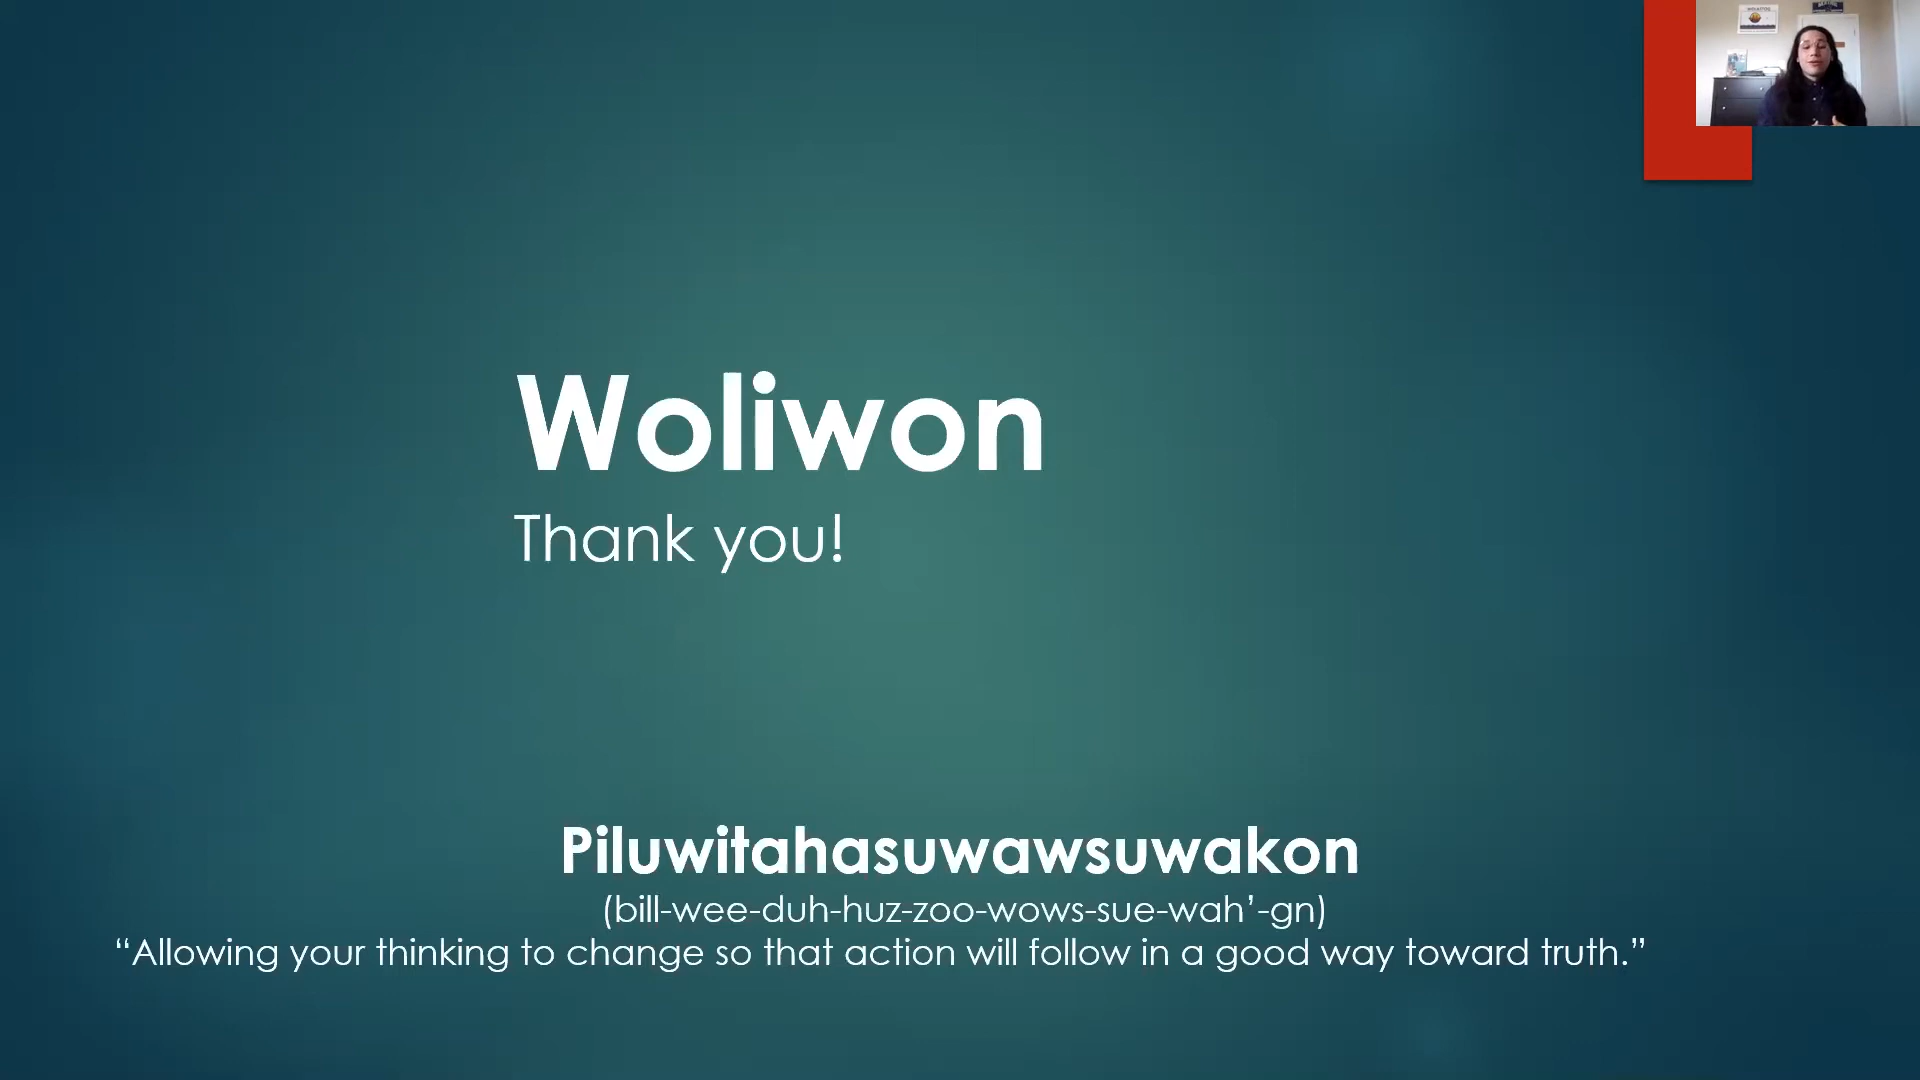 Woliwon
Thank you!
Piluwitahasuwawsuwakon
(bill-wee-duh-huz-zoo-wows-sue-wah’-gn)
“Allowing your thinking to change so that action will follow in a good way toward truth.”